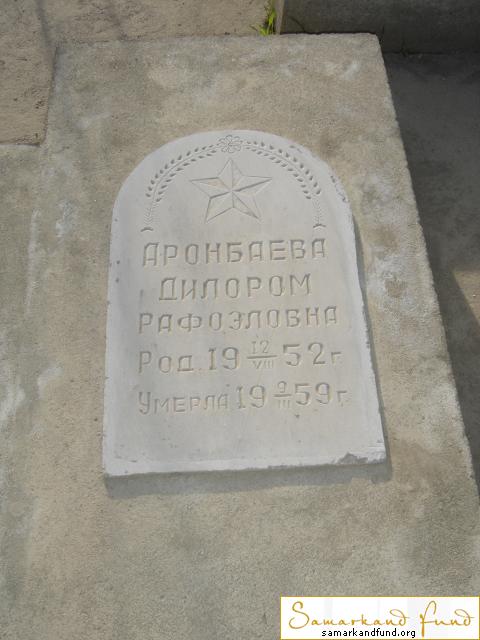 АРОНБАЕВА
ДИЛОРОМ
РАФОЭЛОВНА
РОД. 19 12/VIII 52 г.
УМЕРЛА 19 9/III 59 г.
Samarkand Fund
samarkandfund.org